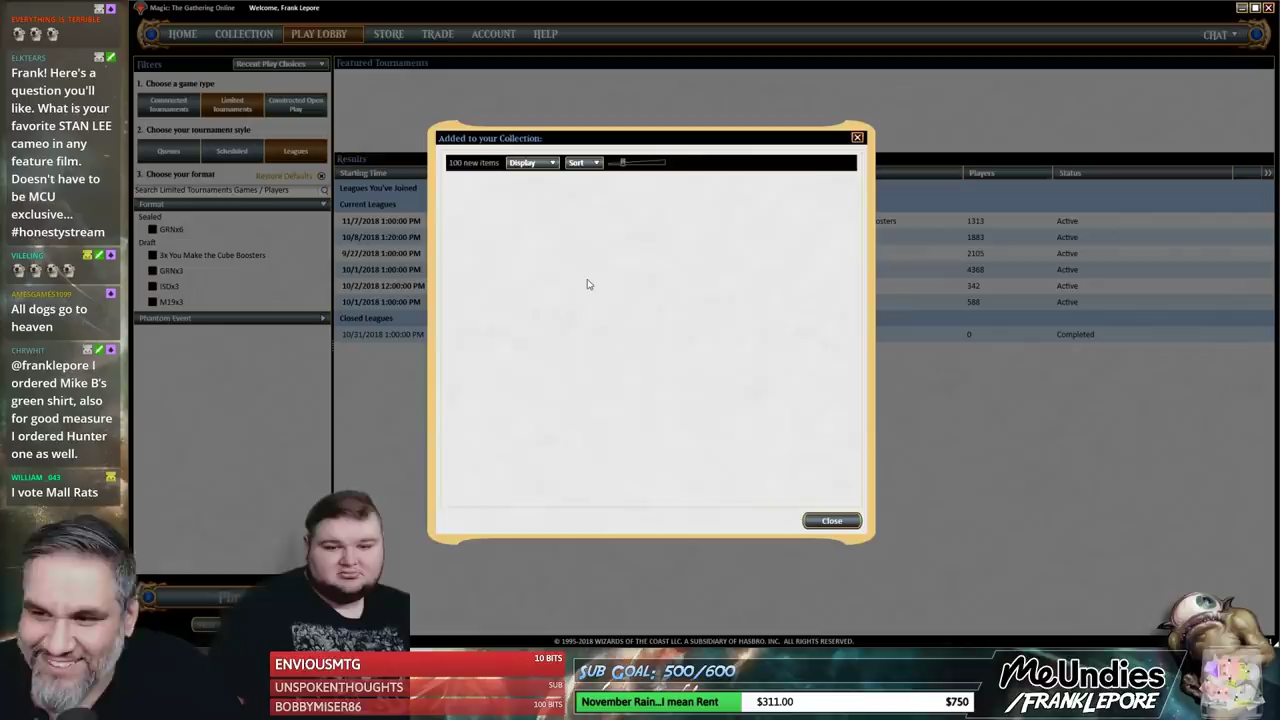 Magic: The Gathering Online
Welcome, Frank Lepore
HOME
COLLECTION
PLAY LOBBY
STORE
TRADE
ACCOUNT
HELP
CHAT
EVERYTHING_IS_TERRIBLE
ELKTEARS
Frank! Here's a
question you'll
like. What is your
favorite STAN LEE
cameo in any
feature film.
Doesn't have to
be MCU
exclusive...
#honestystream
VILELING
AMESGAMES1099
All dogs go to
heaven
CHRWHIT
@franklepore I
ordered Mike B's
green shirt, also
for good measure
I ordered Hunter
one as well.
WILLIAM_043
I vote Mall Rats
Filters
Recent Play Choices
1. Choose a game type
Constructed Tournaments
Limited Tournaments
Constructed Open Play
2. Choose your tournament style
Queues
Scheduled
Leagues
3. Choose your format
Restore Defaults
Search Limited Tournaments Games / Players
Format
Sealed
GRNx6
Draft
3x You Make the Cube Boosters
GRNx3
ISDx3
M19x3
Phantom Event
Featured Tournaments
Results
Starting Time
Players
Status
Leagues You've Joined
Current Leagues
11/7/2018 1:00:00 PM
osters
1313
Active
10/8/2018 1:20:00 PM
1883
Active
9/27/2018 1:00:00 PM
2105
Active
10/1/2018 1:00:00 PM
4368
Active
10/2/2018 12:00:00 PM
342
Active
10/1/2018 1:00:00 PM
588
Active
Closed Leagues
10/31/2018 1:00:00 PM
0
Completed
Added to your Collection:
100 new items
Display
Sort
Close
© 1995-2018 WIZARDS OF THE COAST LLC. A SUBSIDIARY OF HASBRO, INC. ALL RIGHTS RESERVED.
ENVIOUSMTG
10 BITS
UNSPOKENTHOUGHTS
SUB
BOBBYMISER86
100 BITS
SUB GOAL: 500/600
November Rain...I mean Rent
$311.00
$750
MeUndies
FRANKLEPORE